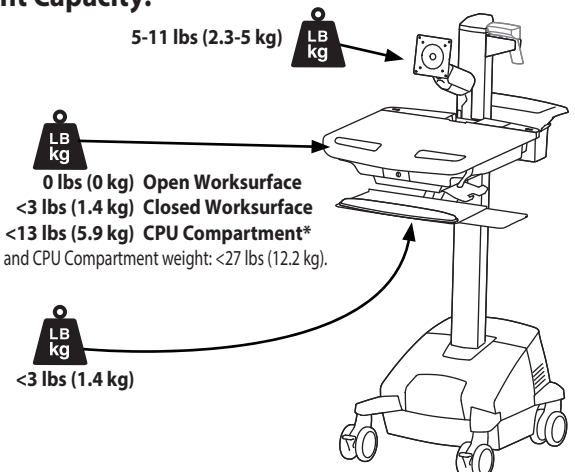 nt Capacity:
5-11 lbs (2.3-5 kg)
LB
kg
LB
kg
0 lbs (0 kg) Open Worksurface
<3 lbs (1.4 kg) Closed Worksurface
<13 lbs (5.9 kg) CPU Compartment*
and CPU Compartment weight: <27 lbs (12.2 kg).
LB
kg
<3 lbs (1.4 kg)